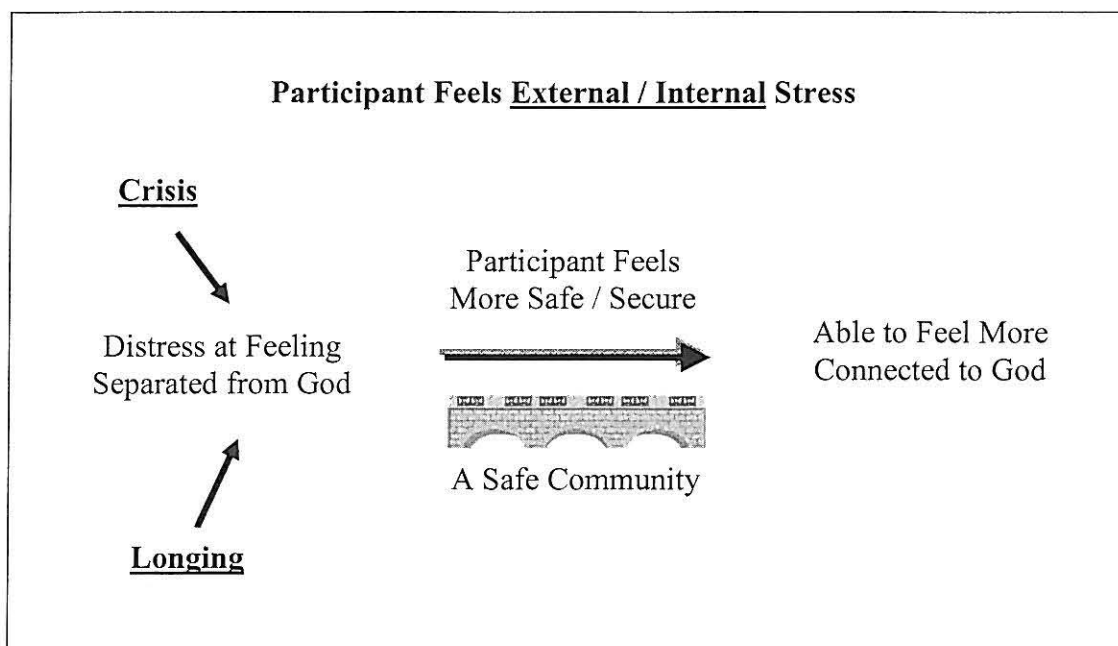 Participant Feels External / Internal Stress
Crisis
Distress at Feeling
Separated from God
Longing
Participant Feels
More Safe / Secure
A Safe Community
Able to Feel More
Connected to God